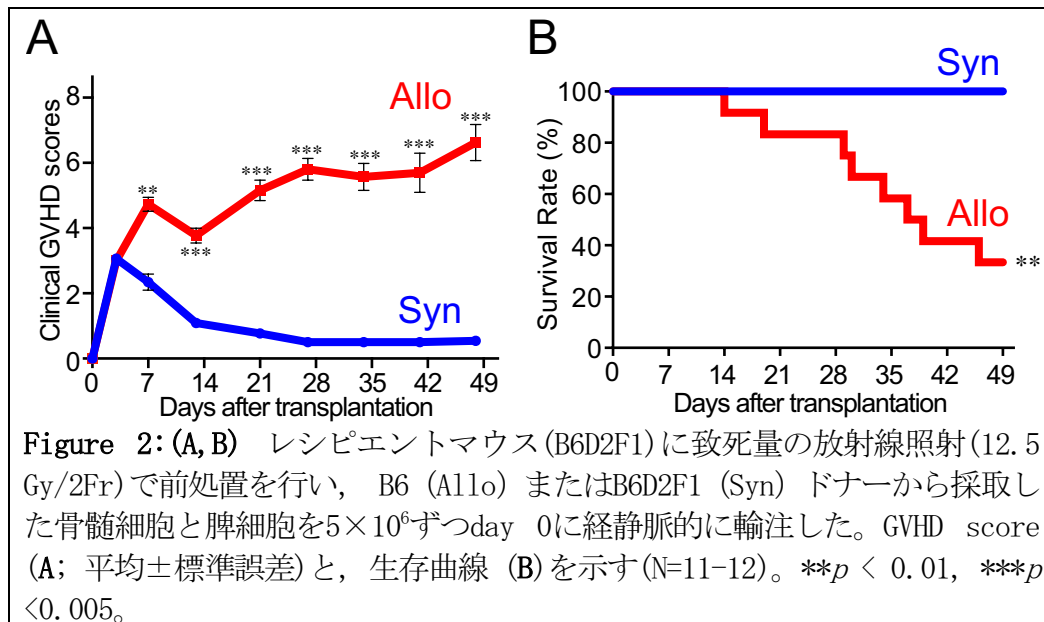 A
B
Clinical GVHD scores
8
6
4
2
0
Allo
Syn
**
***
***
***
***
***
***
0 7 14 21 28 35 42 49
Days after transplantation
Survival Rate (%)
100
80
60
40
20
0
Syn
Allo
**
0 7 14 21 28 35 42 49
Days after transplantation
Figure 2:(A,B) レシピエントマウス(B6D2F1)に致死量の放射線照射(12.5
Gy/2Fr)で前処置を行い, B6 (Allo) またはB6D2F1 (Syn) ドナーから採取し
た骨髄細胞と脾細胞を5×10⁶ずつday 0に経静脈的に輸注した。GVHD score
(A; 平均±標準誤差)と, 生存曲線 (B)を示す(N=11-12)。**p < 0.01, ***p
<0.005。